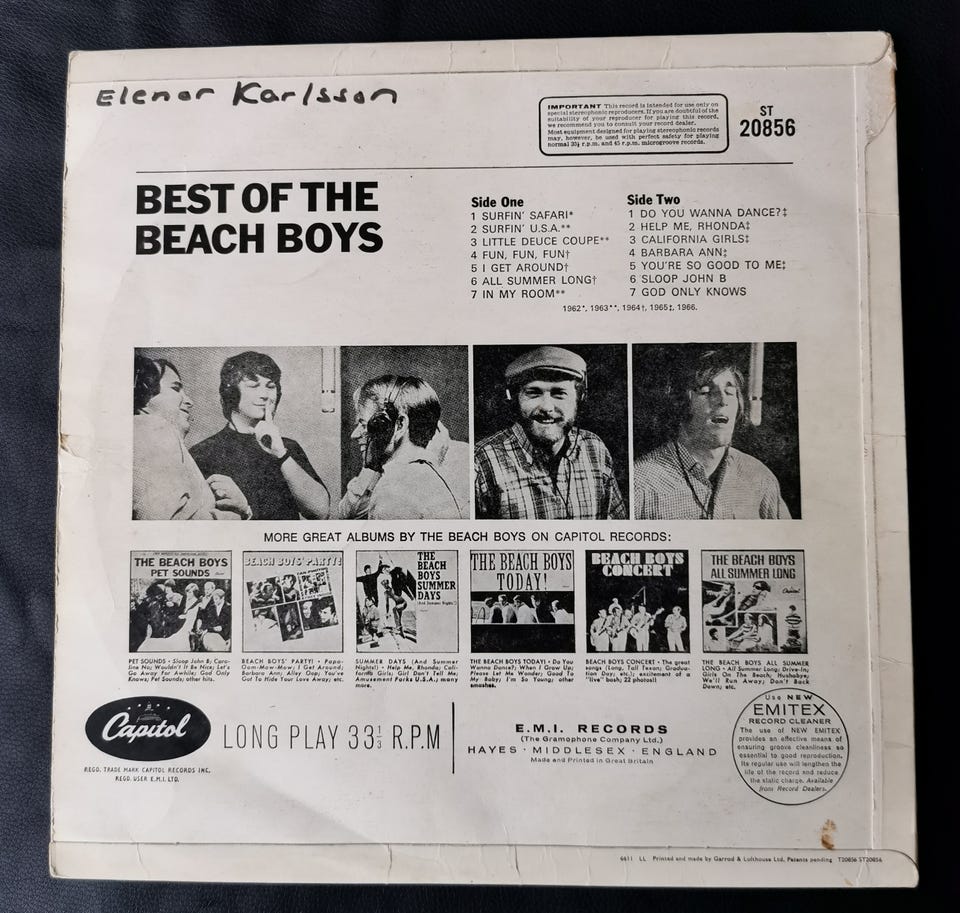 Elenor Karlsson
IMPORTANT This record is intended for use only on
special stereophonic reproducers. If you are doubtful of the
suitability of your reproducer for playing this record,
we recommend you to consult your record dealer.
Most equipment designed for playing stereophonic records
may, however, be used with perfect safety for playing
normal 33⅓ r.p.m. and 45 r.p.m. microgroove records.
ST
20856
BEST OF THE
BEACH BOYS
Side One
1 SURFIN' SAFARI*
2 SURFIN' U.S.A.**
3 LITTLE DEUCE COUPE**
4 FUN, FUN, FUN†
5 I GET AROUND†
6 ALL SUMMER LONG†
7 IN MY ROOM**
Side Two
1 DO YOU WANNA DANCE?‡
2 HELP ME, RHONDA‡
3 CALIFORNIA GIRLS‡
4 BARBARA ANN‡
5 YOU'RE SO GOOD TO ME‡
6 SLOOP JOHN B
7 GOD ONLY KNOWS
1962*, 1963**, 1964†, 1965‡, 1966.
MORE GREAT ALBUMS BY THE BEACH BOYS ON CAPITOL RECORDS:
THE BEACH BOYS
PET SOUNDS
BEACH BOYS' PARTY!
THE
BEACH
BOYS
SUMMER
DAYS
(And Summer Nights!)
THE BEACH BOYS
TODAY!
BEACH BOYS
CONCERT
THE BEACH BOYS
ALL SUMMER LONG
PET SOUNDS • Sloop John B; Caro-
line No; Wouldn't It Be Nice; Let's
Go Away For Awhile; God Only
Knows; Pet Sounds; other hits.
BEACH BOYS' PARTY! • Papa-
Oom-Mow-Mow; I Get Around;
Barbara Ann; Alley Oop; You've
Got To Hide Your Love Away; etc.
SUMMER DAYS (And Summer
Nights!) • Help Me, Rhonda; Cali-
fornia Girls; Girl Don't Tell Me;
Amusement Parks U.S.A.; many
more.
THE BEACH BOYS TODAY! • Do You
Wanna Dance?; When I Grow Up;
Please Let Me Wonder; Good To
My Baby; I'm So Young; other
smashes.
BEACH BOYS CONCERT • The great
songs (Long, Tall Texan; Gradua-
tion Day; etc.); excitement of a
"live" bash; 22 photos!!
THE BEACH BOYS ALL SUMMER
LONG • All Summer Long; Drive-In;
Girls On The Beach; Hushabye;
We'll Run Away; Don't Back
Down; etc.
Capitol
REGD. TRADE MARK CAPITOL RECORDS INC.
REGD. USER E.M.I. LTD.
LONG PLAY 33⅓ R.P.M
E.M.I. RECORDS
(The Gramophone Company Ltd.)
HAYES · MIDDLESEX · ENGLAND
Made and Printed in Great Britain
Use NEW
EMITEX
RECORD CLEANER
The use of NEW EMITEX
provides an effective means of
ensuring groove cleanliness so
essential to good reproduction.
Its regular use will lengthen the
life of the record and reduce
the static charge. Available
from Record Dealers.
6611 LL Printed and made by Garrod & Lofthouse Ltd. Patents pending T20856 ST20856